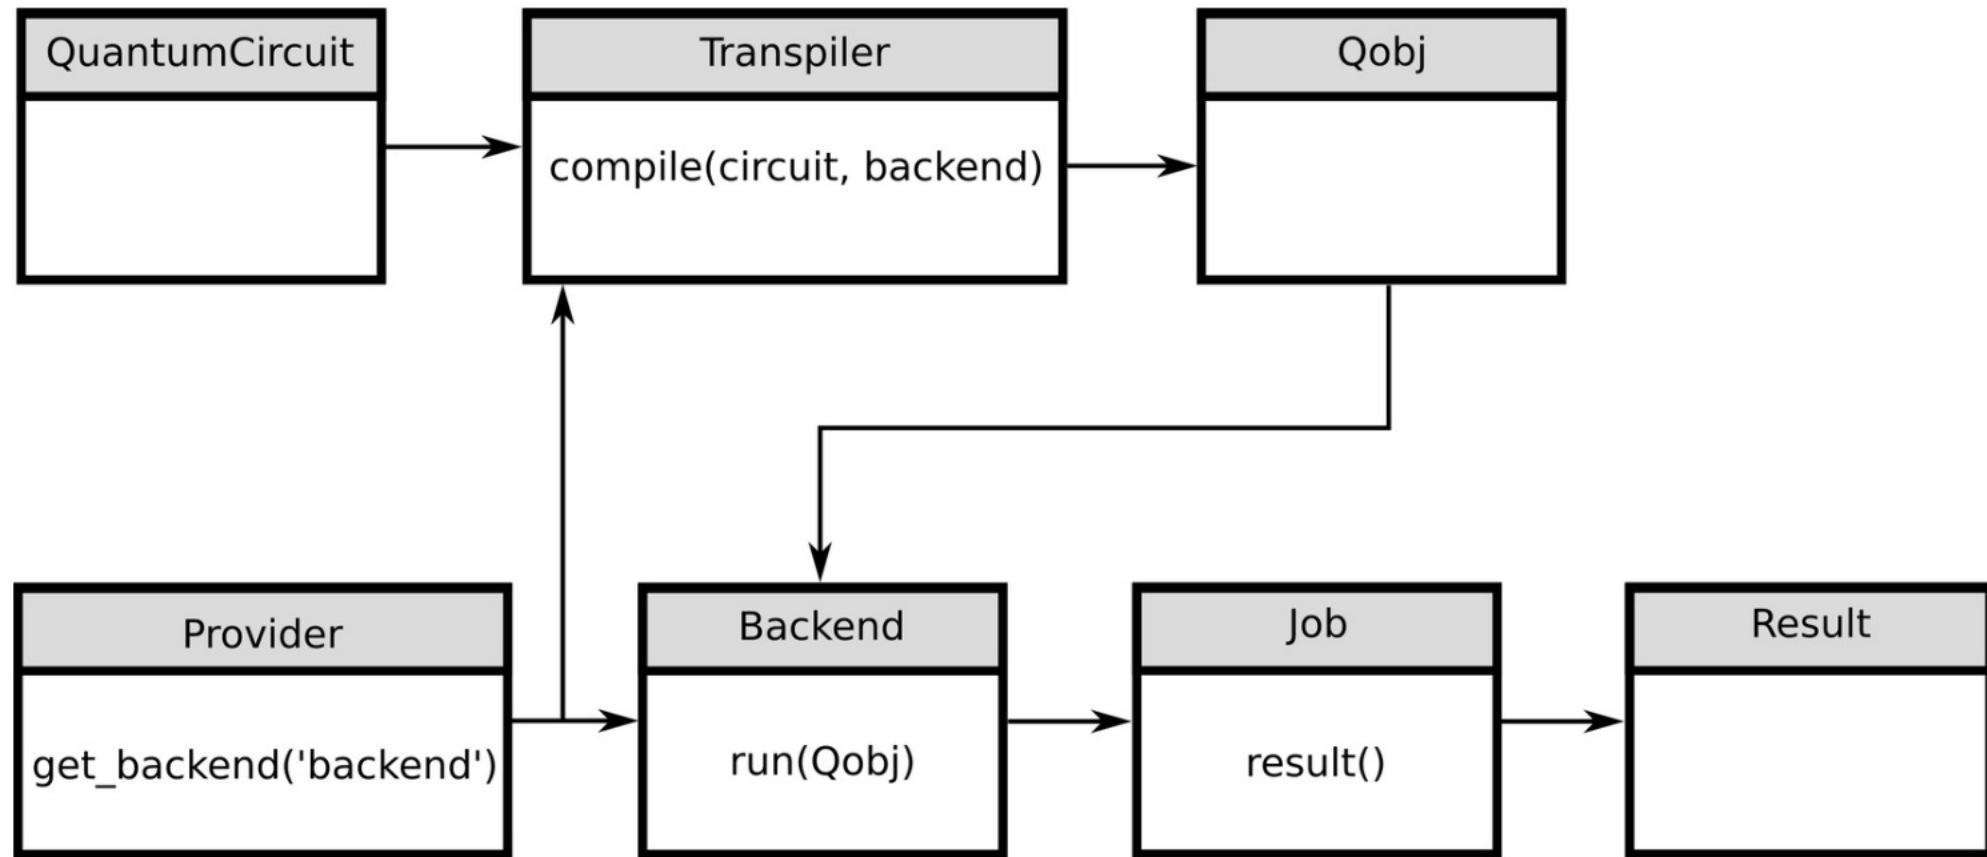 QuantumCircuit
Transpiler
compile(circuit, backend)
Qobj
Provider
get_backend('backend')
Backend
run(Qobj)
Job
result()
Result